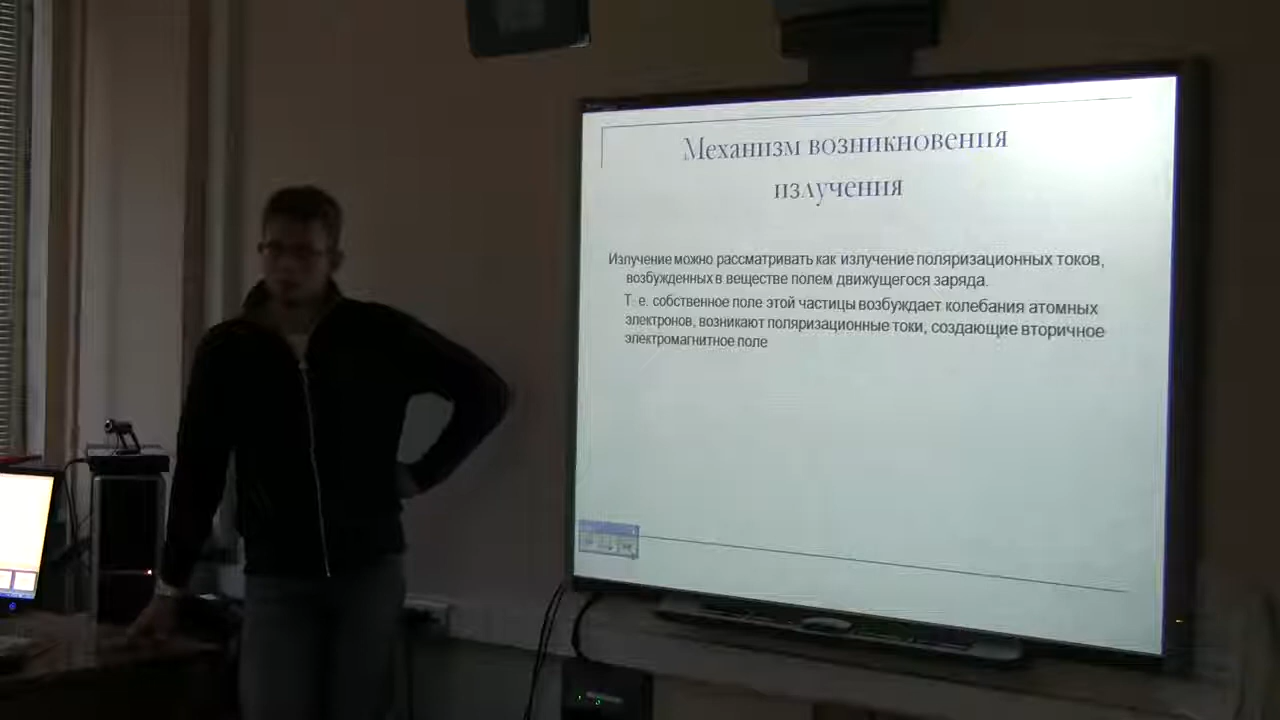 Механизм возникновения
излучения
Излучение можно рассматривать как излучение поляризационных токов,
возбужденных в веществе полем движущегося заряда.
Т. е. собственное поле этой частицы возбуждает колебания атомных
электронов, возникают поляризационные токи, создающие вторичное
электромагнитное поле